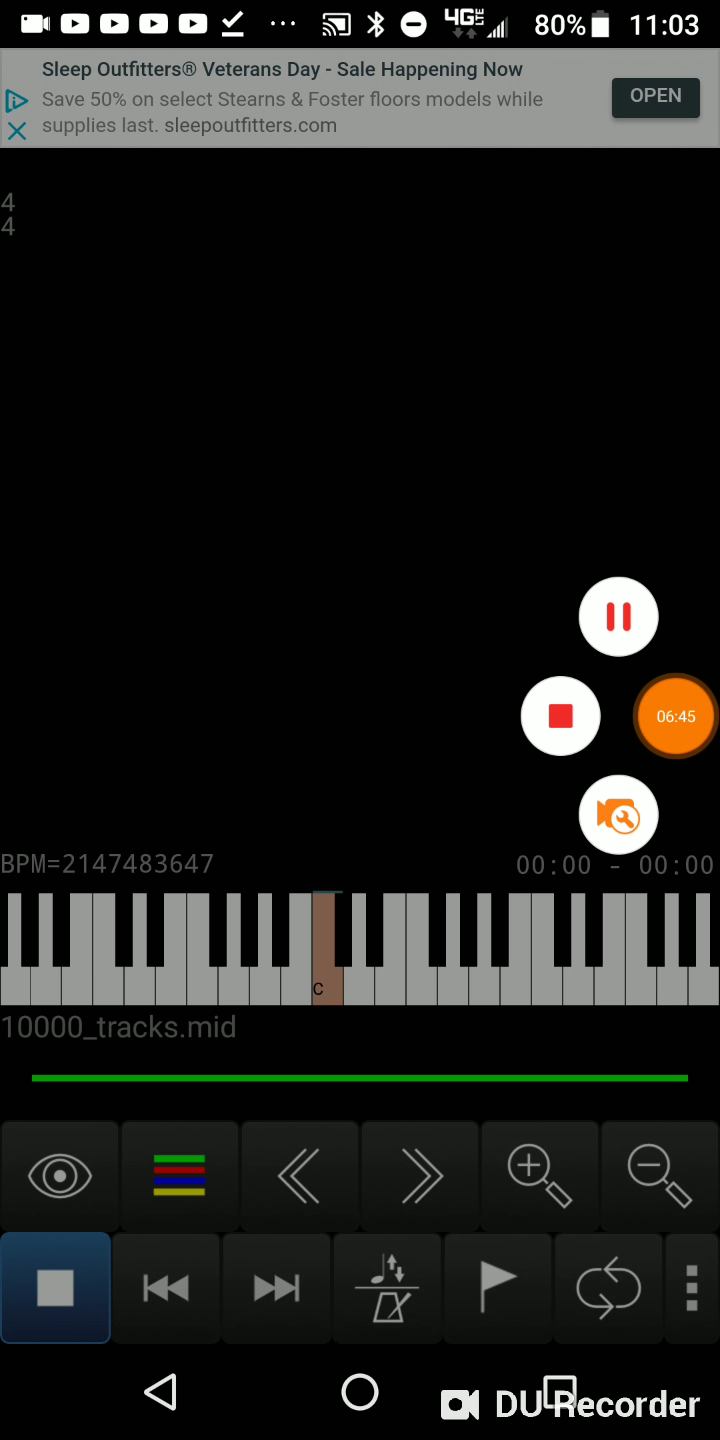 4G LTE 80% 11:03
Sleep Outfitters® Veterans Day - Sale Happening Now
Save 50% on select Stearns & Foster floors models while
supplies last. sleepoutfitters.com
OPEN
4
4
06:45
BPM=2147483647
00:00 - 00:00
C
10000_tracks.mid
DU Recorder